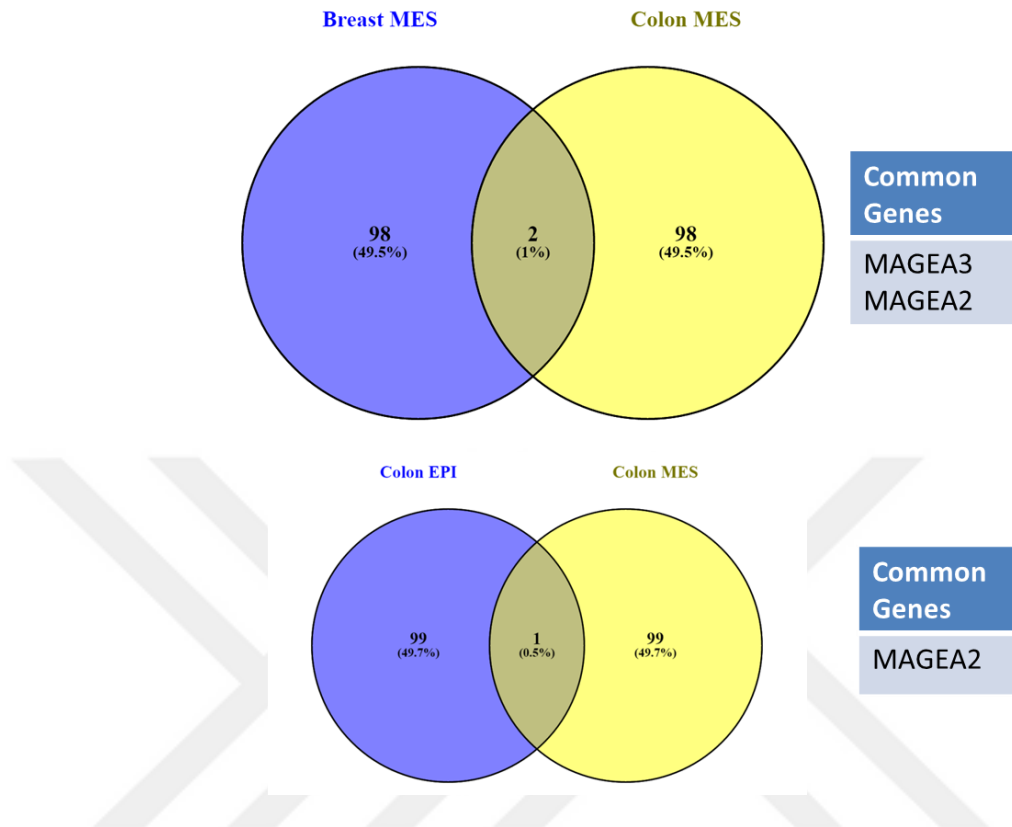 Breast MES
Colon MES
98
(49.5%)
2
(1%)
98
(49.5%)
Common
Genes
MAGEA3
MAGEA2
Colon EPI
Colon MES
99
(49.7%)
1
(0.5%)
99
(49.7%)
Common
Genes
MAGEA2